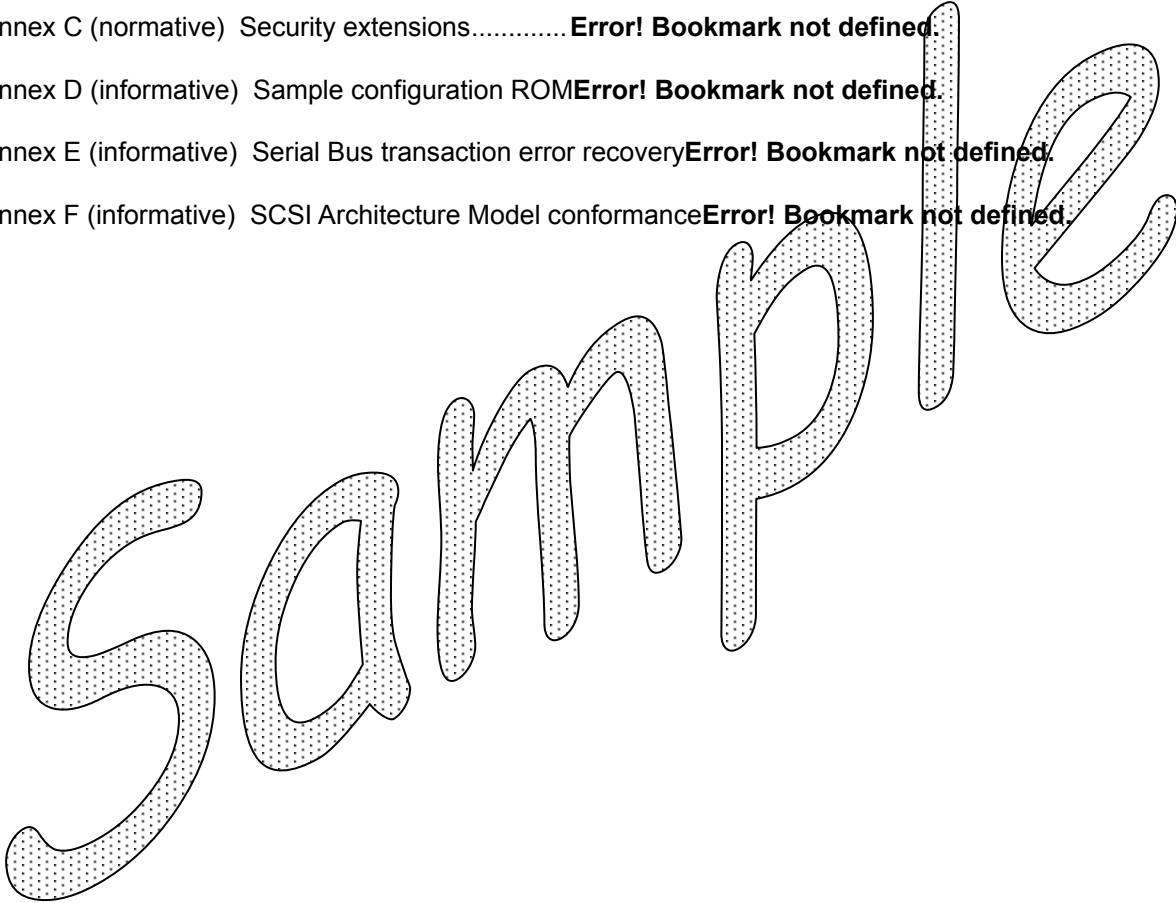 nnex C (normative) Security extensions.............Error! Bookmark not defined.
nnex D (informative) Sample configuration ROMError! Bookmark not defined.
nnex E (informative) Serial Bus transaction error recoveryError! Bookmark not defined.
nnex F (informative) SCSI Architecture Model conformanceError! Bookmark not defined.
Sample